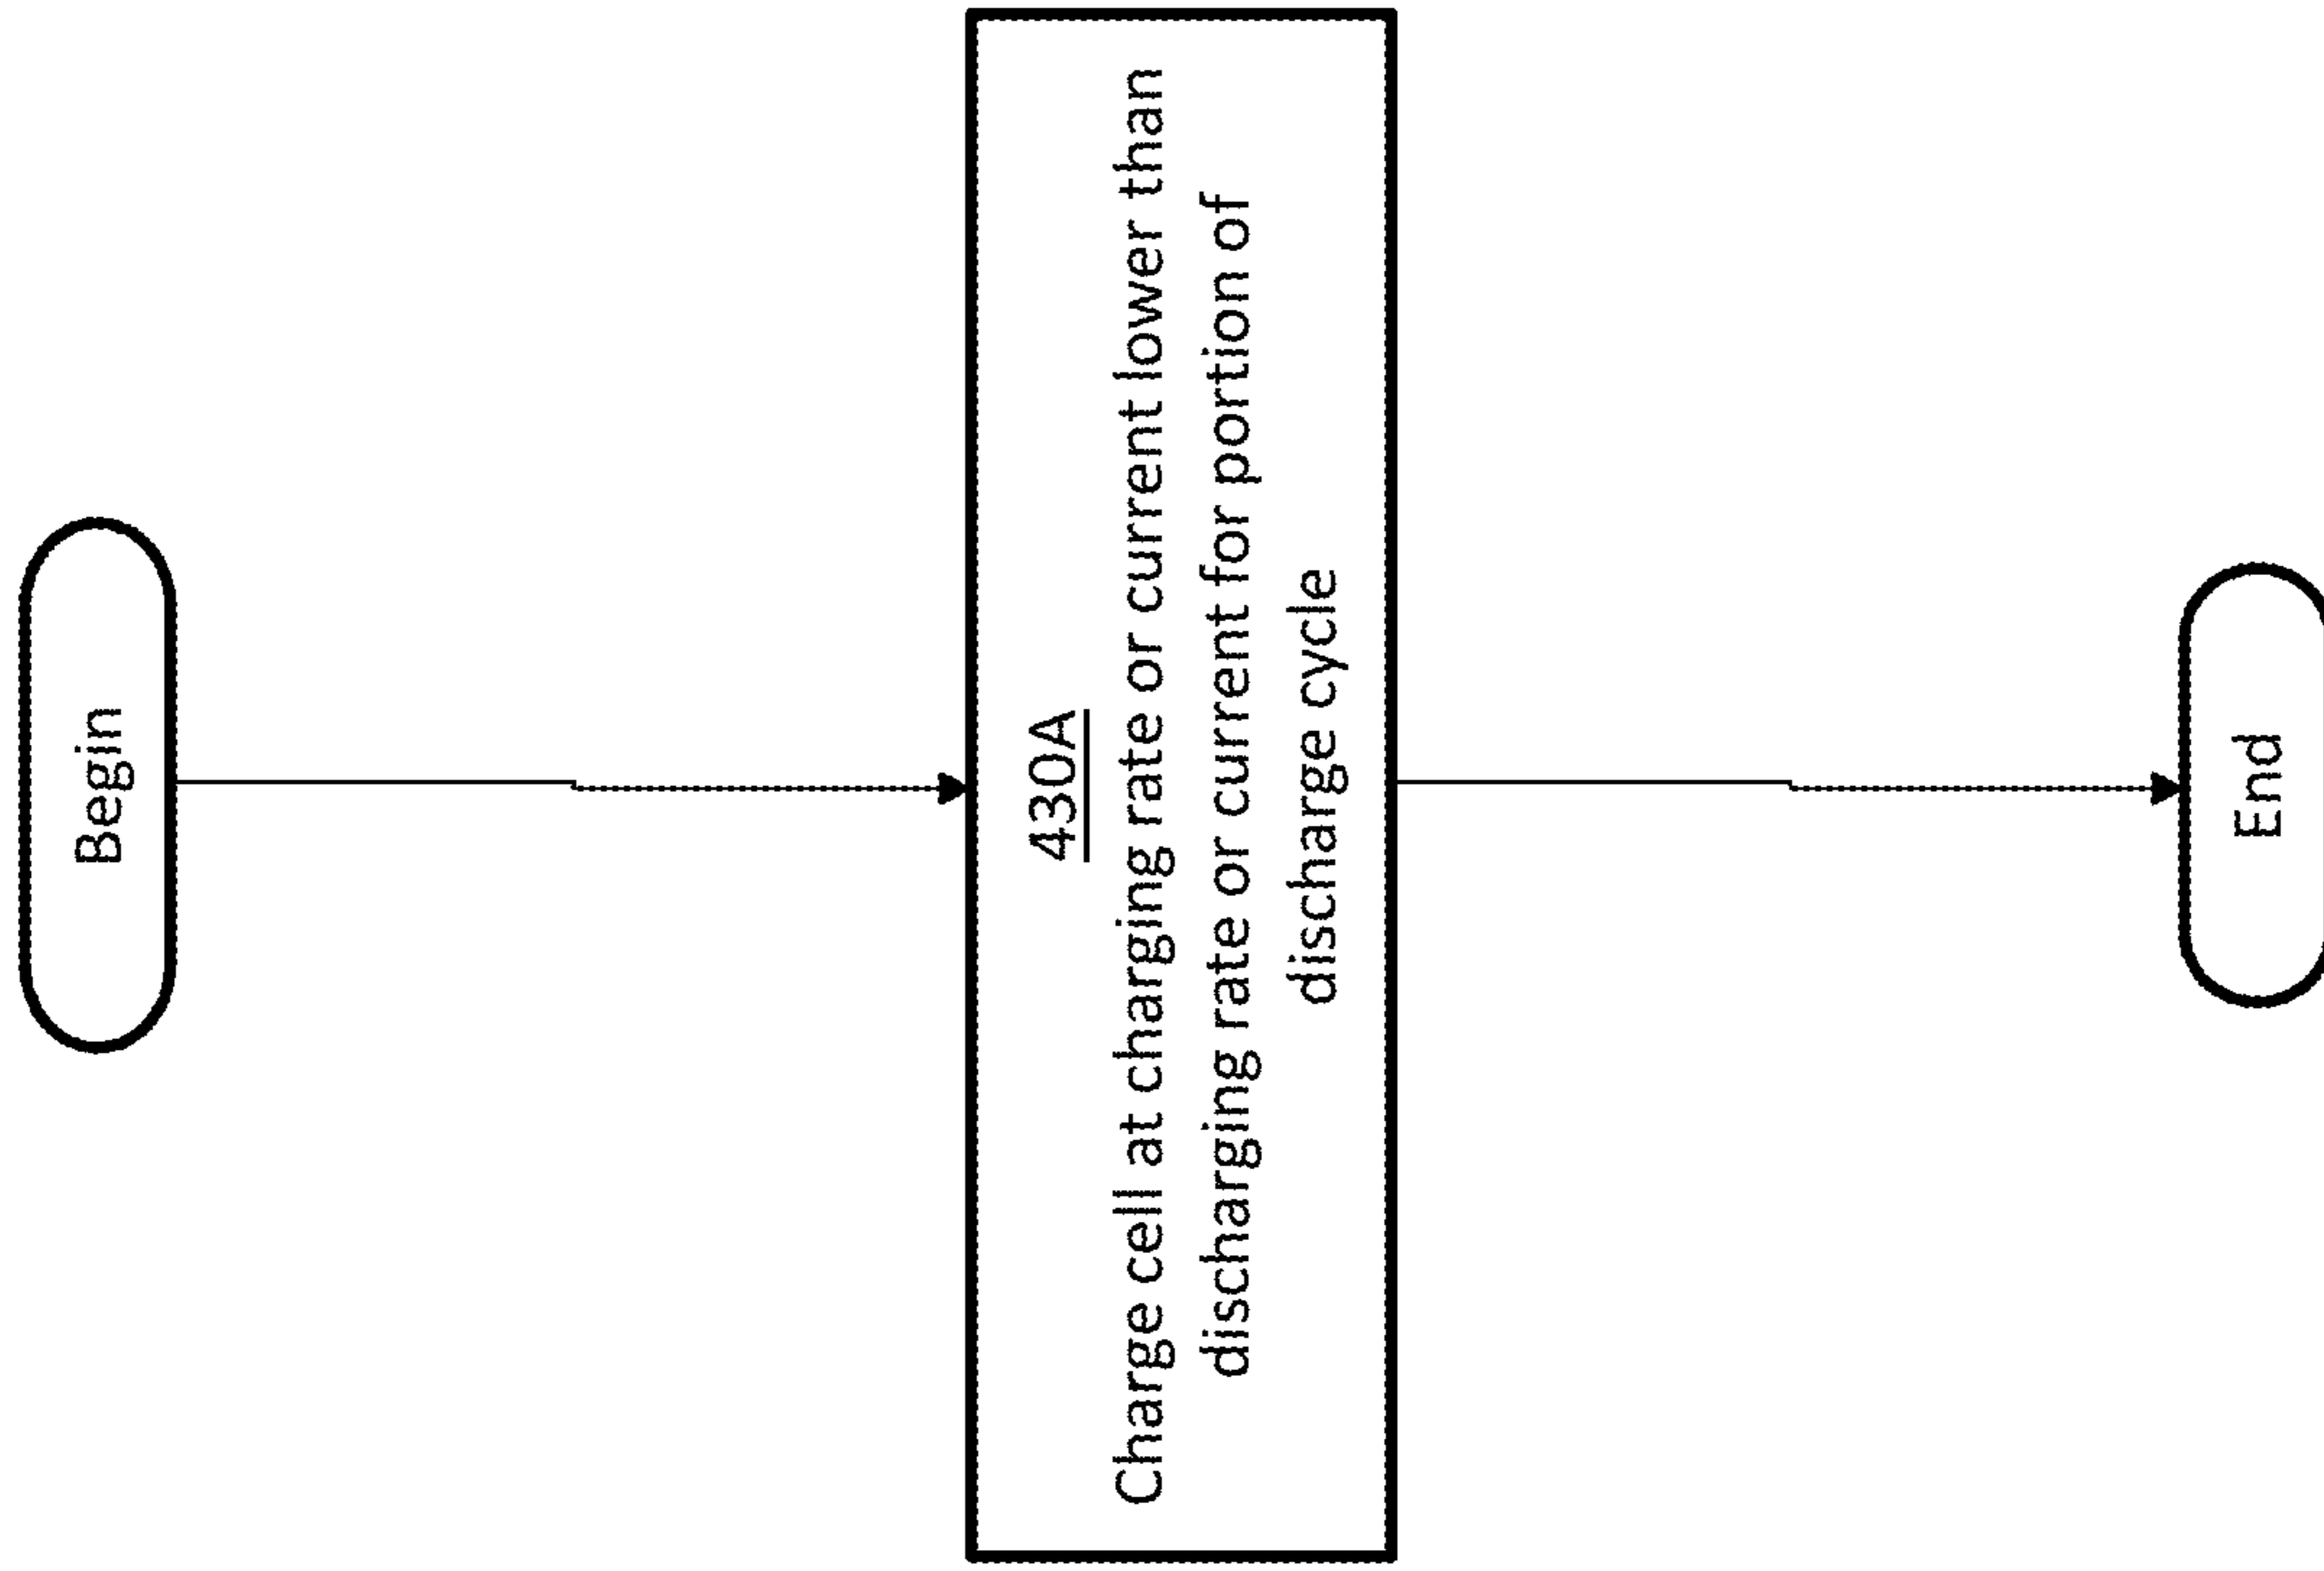 Begin
430A
Charge cell at charging rate or current lower than
discharging rate or current for portion of
discharge cycle
End